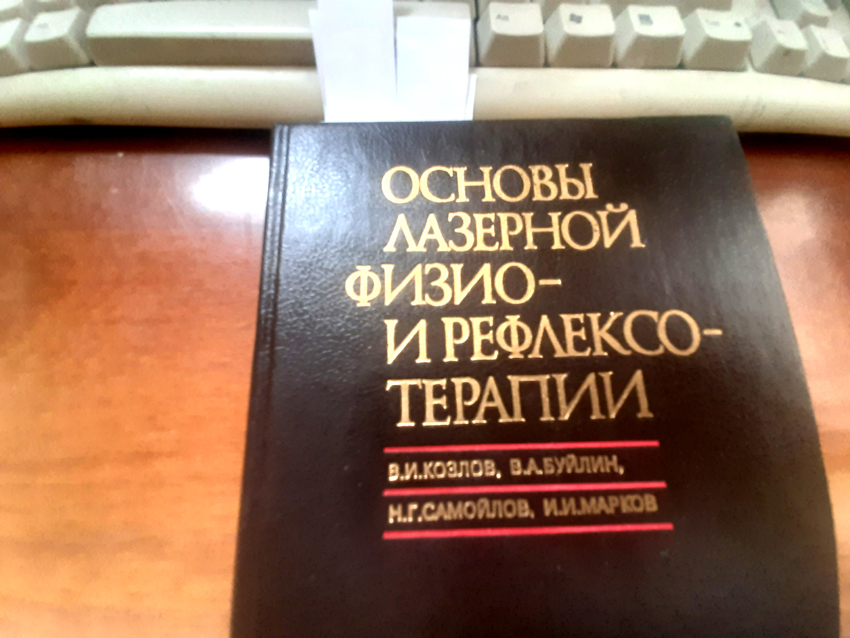 ОСНОВЫ
ЛАЗЕРНОЙ
ФИЗИО-
И РЕФЛЕКСО-
ТЕРАПИИ
В.И.КОЗЛОВ, В.А.БУЙЛИН,
Н.Г.САМОЙЛОВ, И.И.МАРКОВ